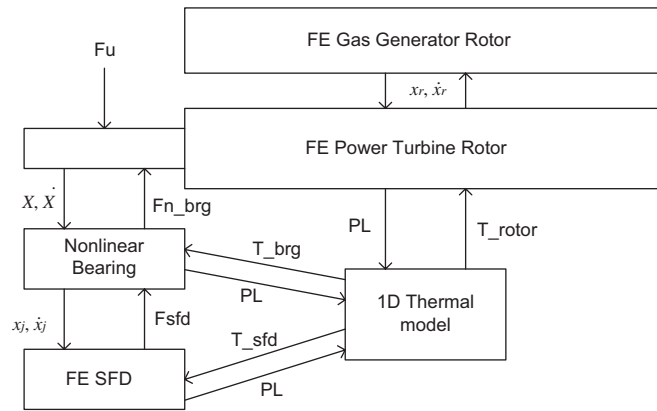 FE Gas Generator Rotor
Fu
xr, ẋr
FE Power Turbine Rotor
X, Ẋ
Fn_brg
PL
T_rotor
Nonlinear
Bearing
T_brg
PL
1D Thermal
model
xj, ẋj
Fsfd
T_sfd
FE SFD
PL